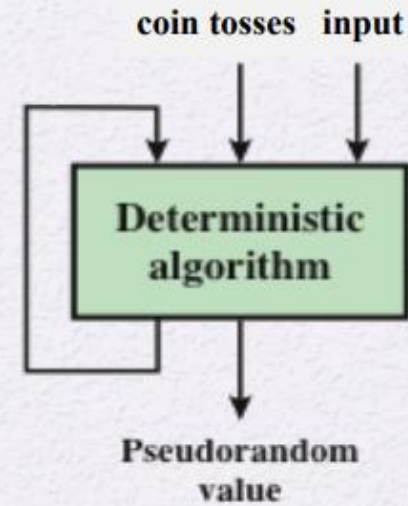 coin tosses input
Deterministic
algorithm
Pseudorandom
value